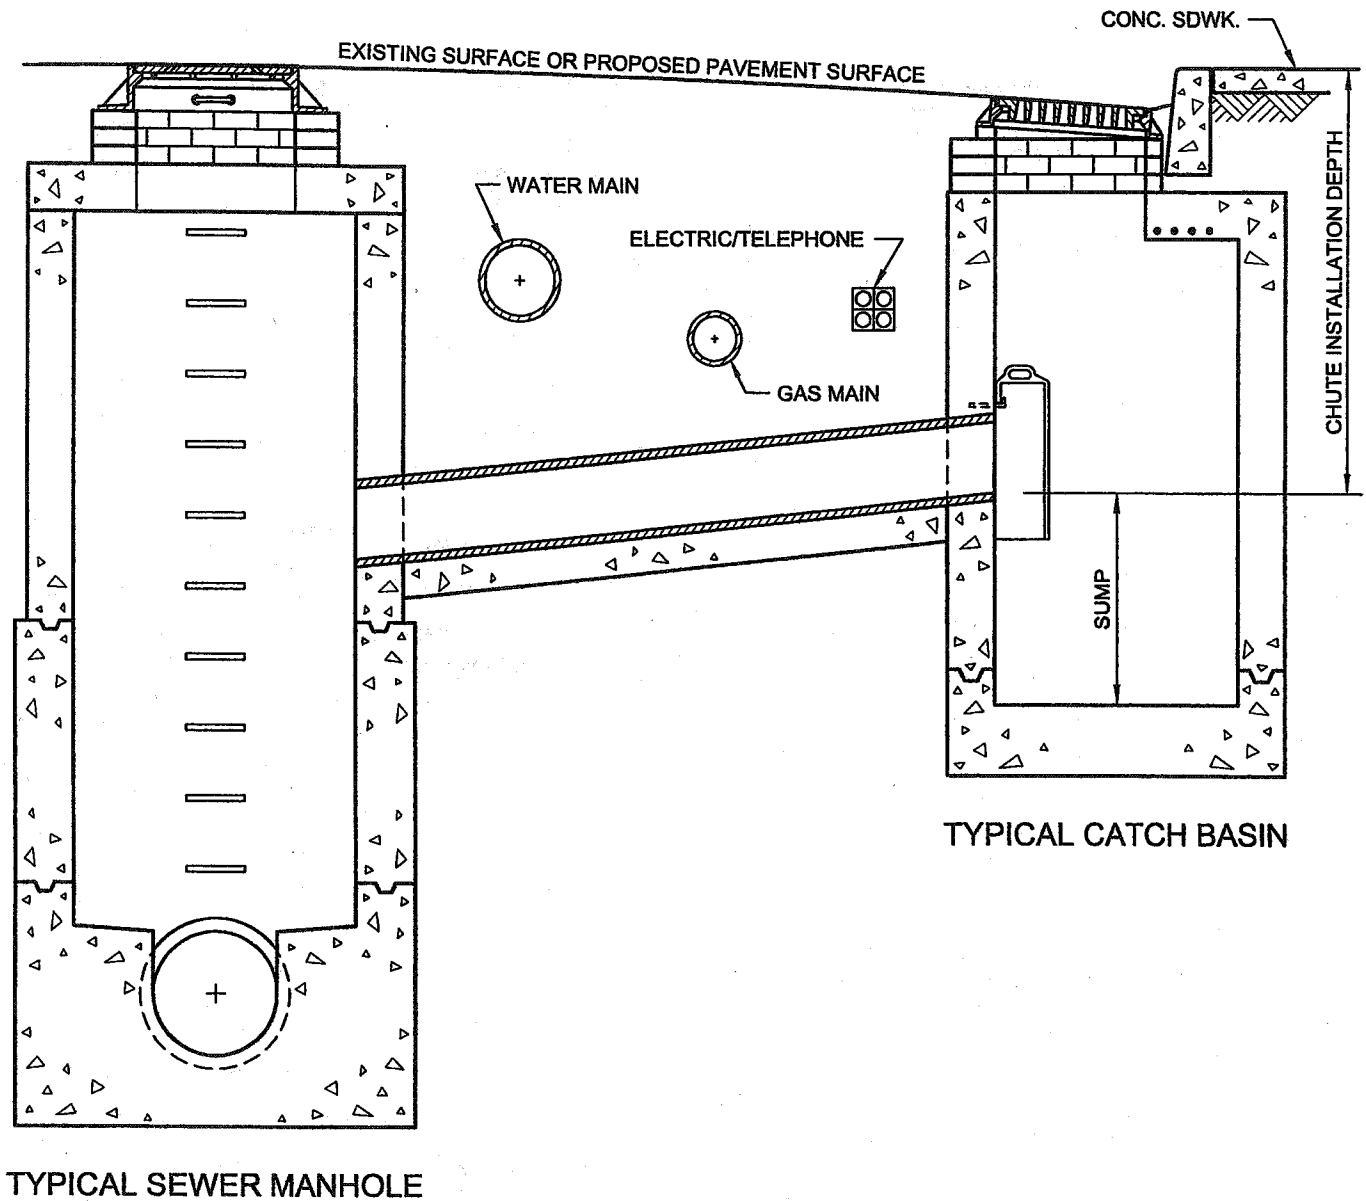 CONC. SDWK.
EXISTING SURFACE OR PROPOSED PAVEMENT SURFACE
WATER MAIN
ELECTRIC/TELEPHONE
GAS MAIN
CHUTE INSTALLATION DEPTH
SUMP
TYPICAL CATCH BASIN
TYPICAL SEWER MANHOLE